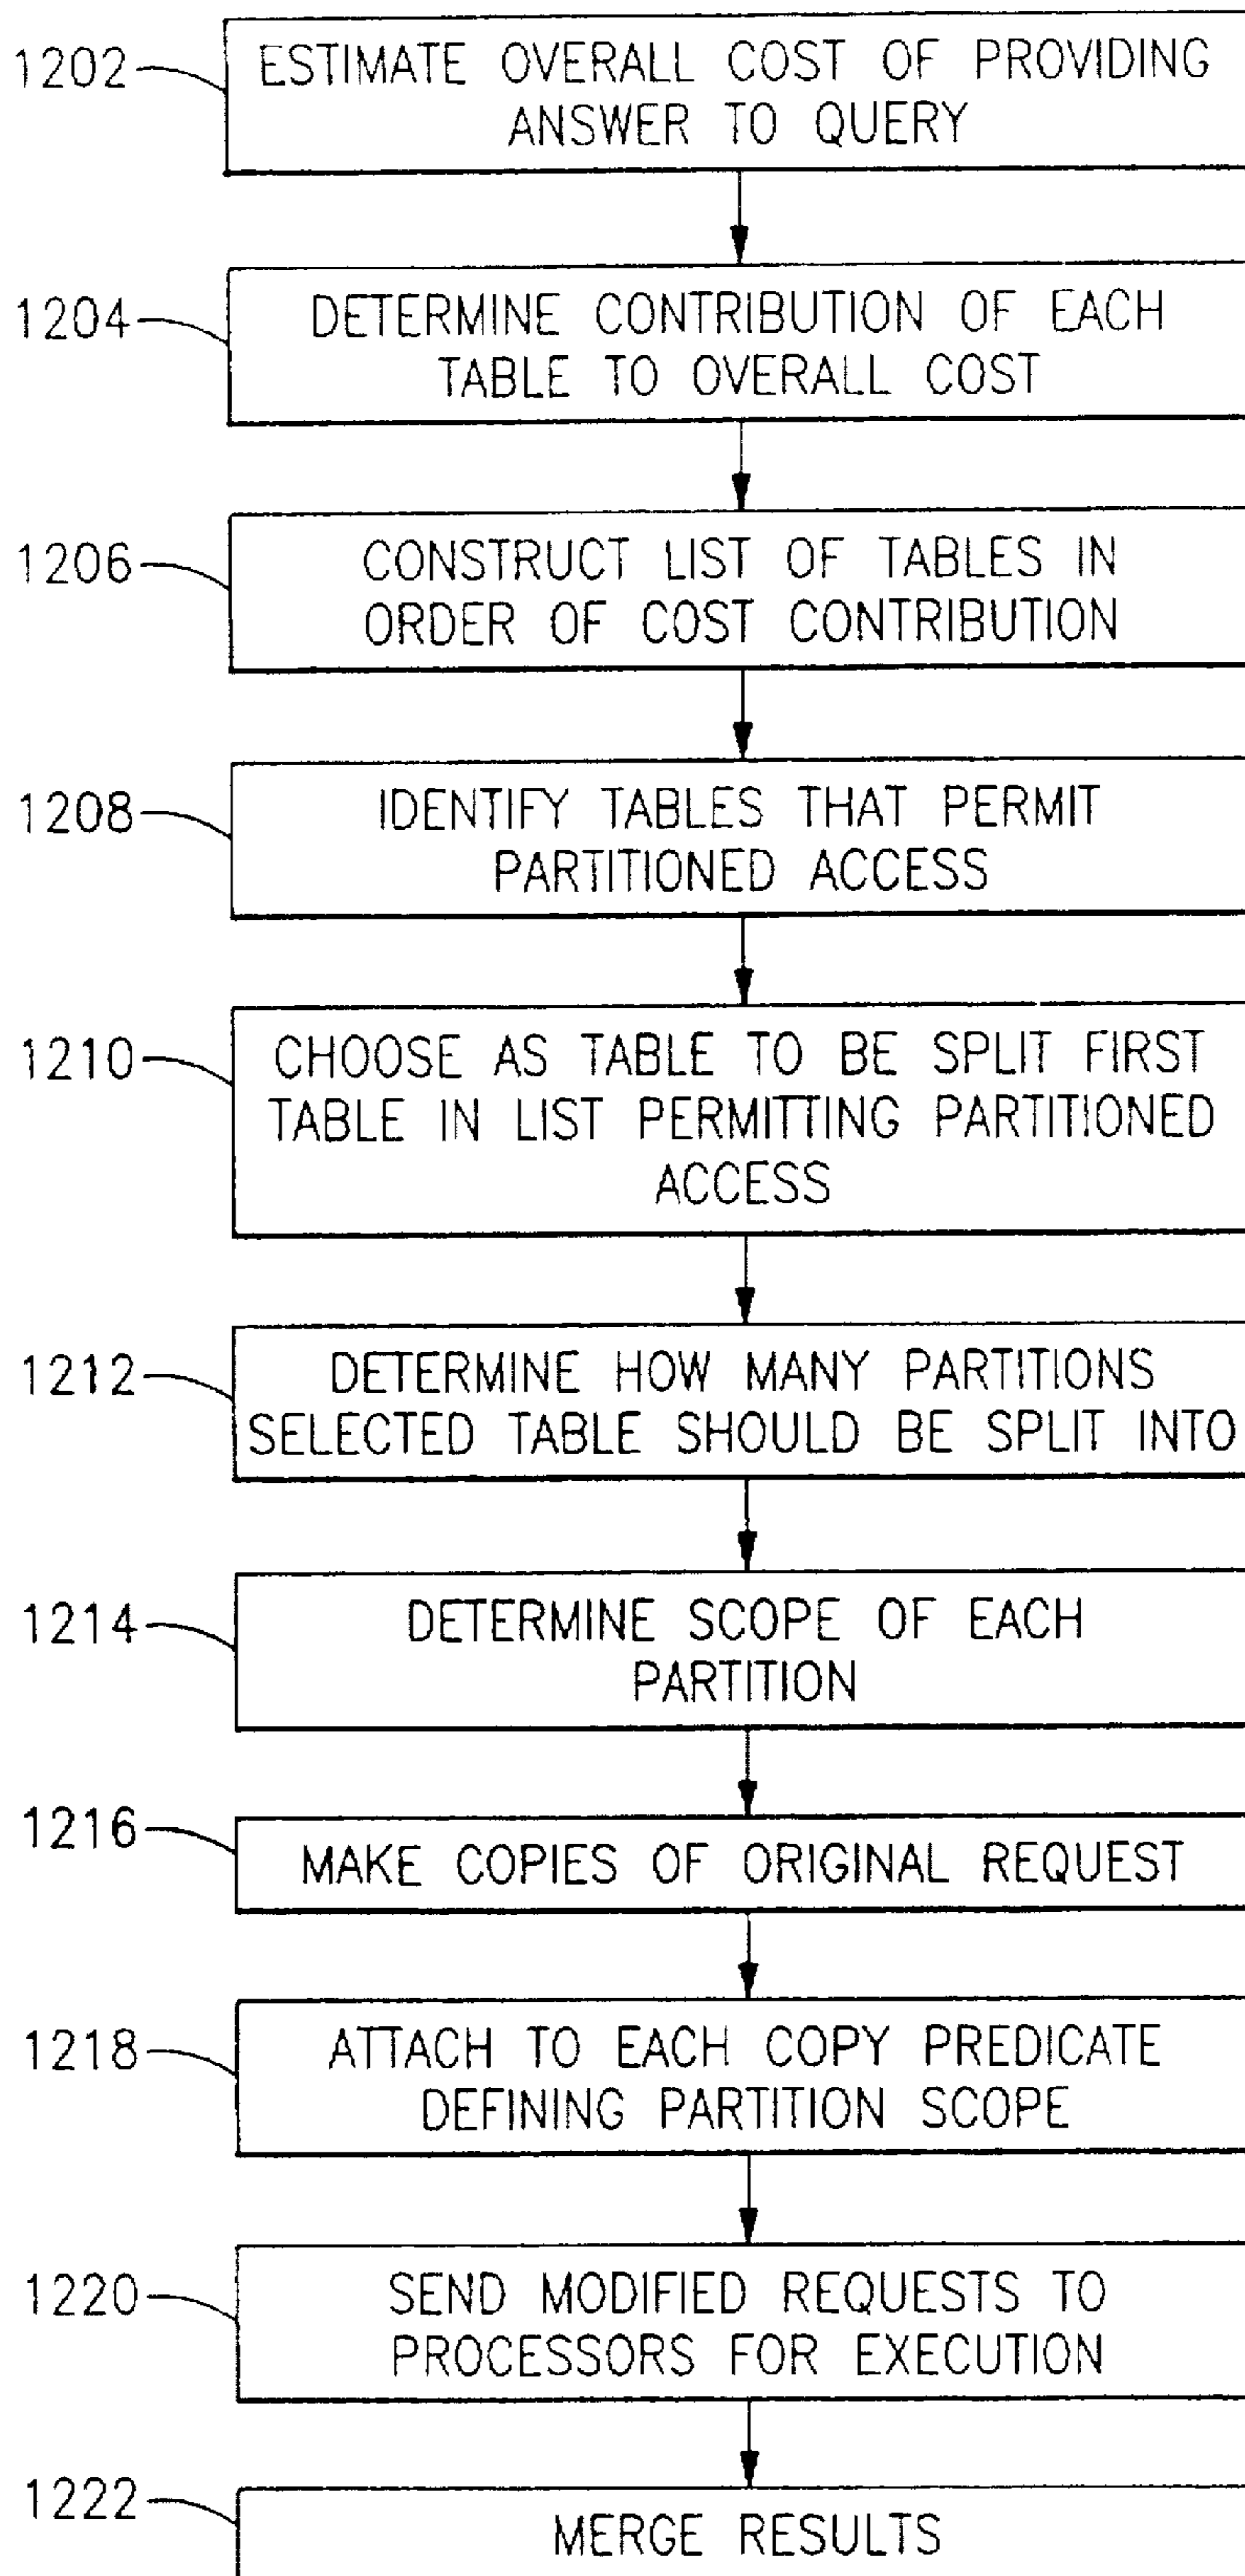 1202
ESTIMATE OVERALL COST OF PROVIDING
ANSWER TO QUERY
1204
DETERMINE CONTRIBUTION OF EACH
TABLE TO OVERALL COST
1206
CONSTRUCT LIST OF TABLES IN
ORDER OF COST CONTRIBUTION
1208
IDENTIFY TABLES THAT PERMIT
PARTITIONED ACCESS
1210
CHOOSE AS TABLE TO BE SPLIT FIRST
TABLE IN LIST PERMITTING PARTITIONED
ACCESS
1212
DETERMINE HOW MANY PARTITIONS
SELECTED TABLE SHOULD BE SPLIT INTO
1214
DETERMINE SCOPE OF EACH
PARTITION
1216
MAKE COPIES OF ORIGINAL REQUEST
1218
ATTACH TO EACH COPY PREDICATE
DEFINING PARTITION SCOPE
1220
SEND MODIFIED REQUESTS TO
PROCESSORS FOR EXECUTION
1222
MERGE RESULTS